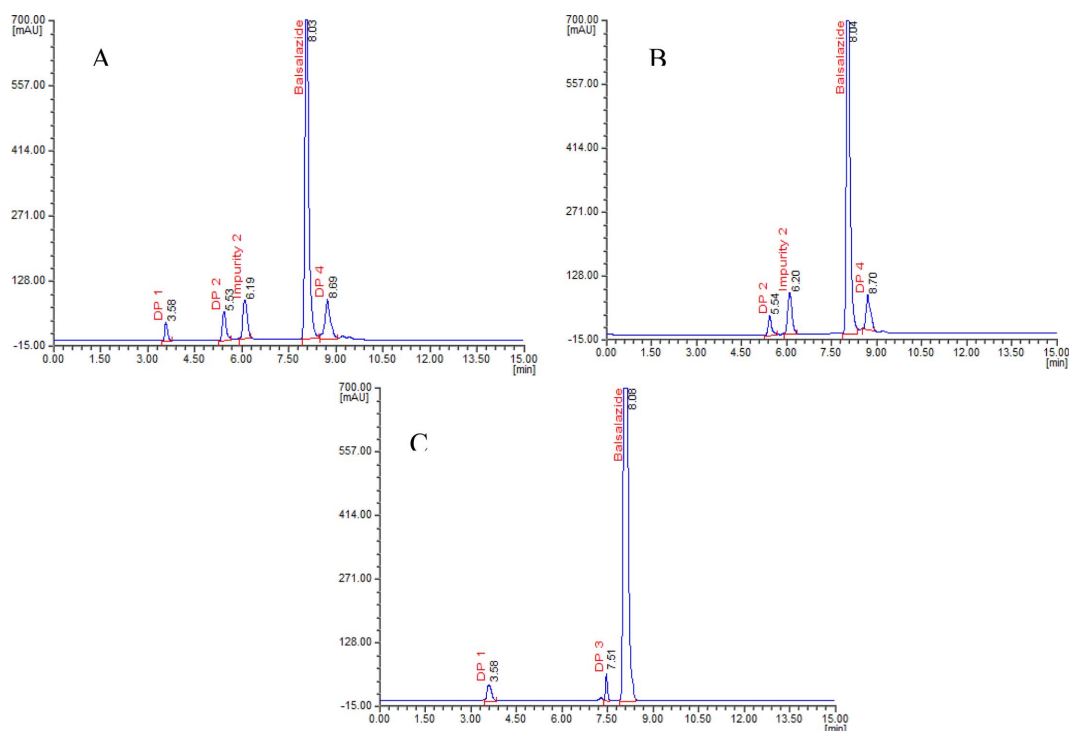 A
700.00
[mAU]
557.00
414.00
271.00
128.00
-15.00
0.00 1.50 3.00 4.50 6.00 7.50 9.00 10.50 12.00 13.50 15.00
[min]
DP 1
3.58
DP 2
5.53
Impurity 2
6.19
Balsalazide
8.03
DP 4
8.69
B
700.00
[mAU]
557.00
414.00
271.00
128.00
-15.00
0.00 1.50 3.00 4.50 6.00 7.50 9.00 10.50 12.00 13.50 15.00
[min]
DP 2
5.54
Impurity 2
6.20
Balsalazide
8.04
DP 4
8.70
C
700.00
[mAU]
557.00
414.00
271.00
128.00
-15.00
0.00 1.50 3.00 4.50 6.00 7.50 9.00 10.50 12.00 13.50 15.00
[min]
DP 1
3.58
DP 3
7.51
Balsalazide
8.08